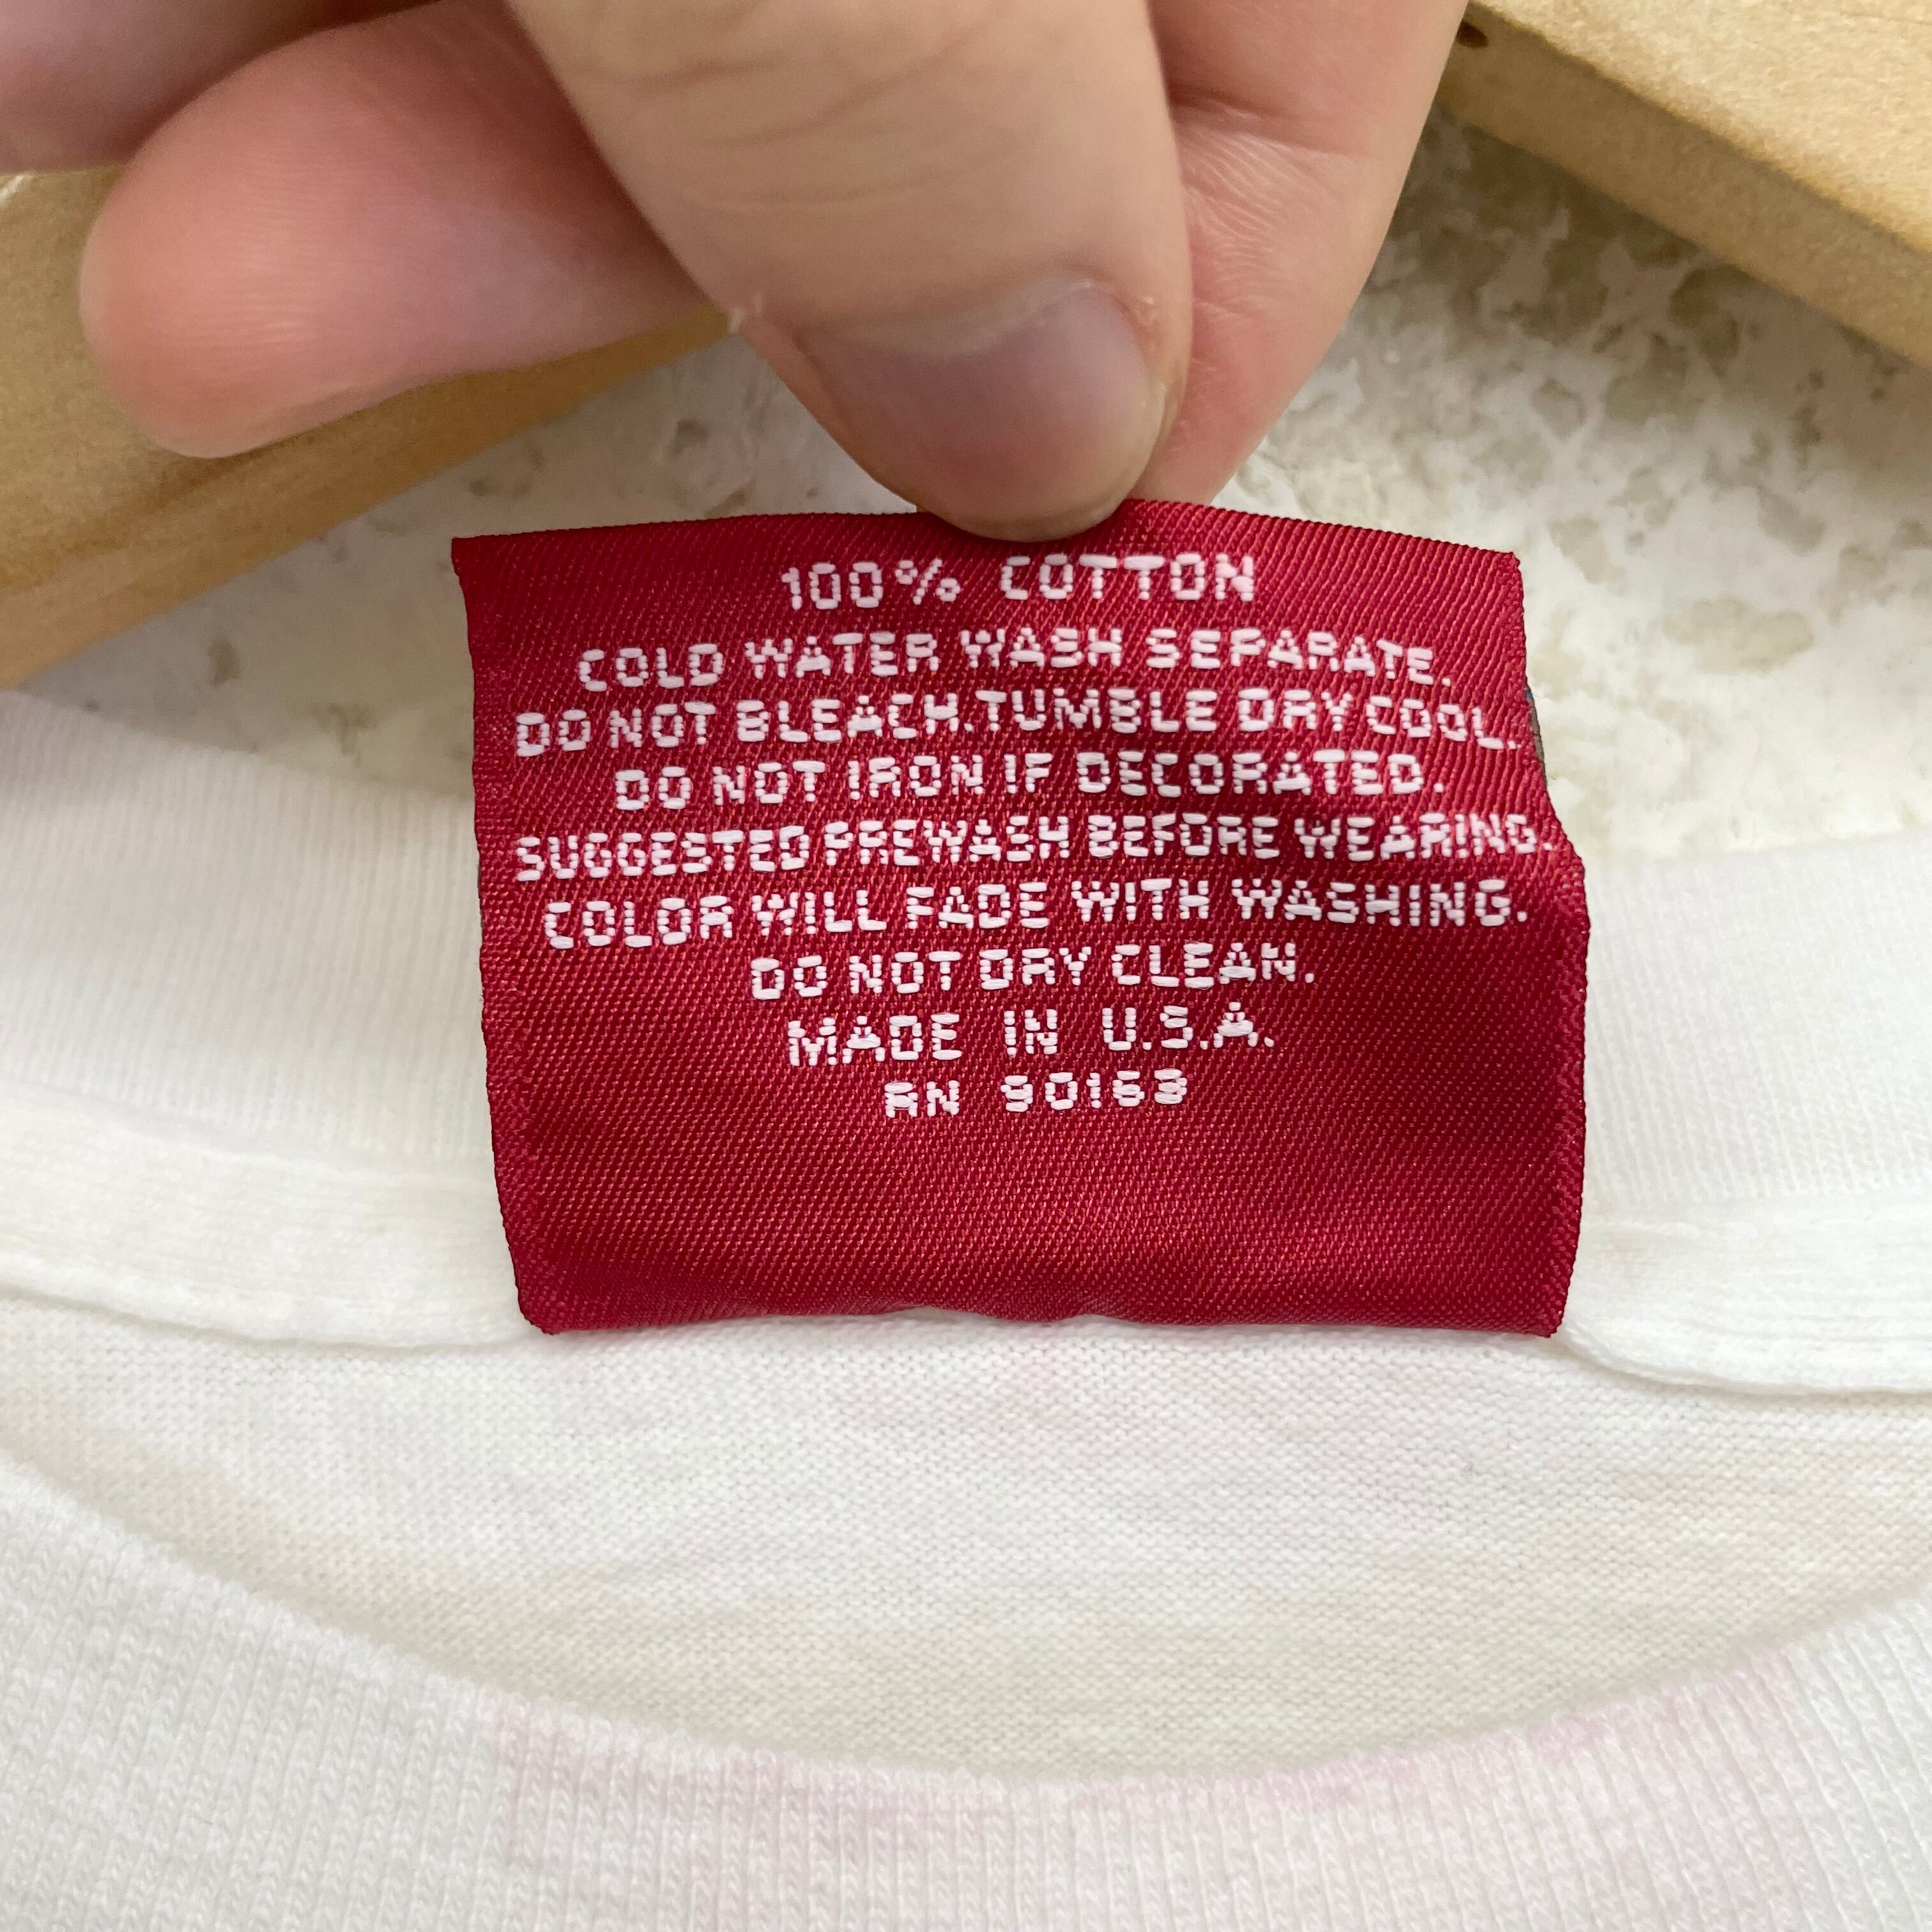 100% COTTON
COLD WATER WASH SEPARATE.
DO NOT BLEACH.TUMBLE DRY COOL.
DO NOT IRON IF DECORATED.
SUGGESTED PREWASH BEFORE WEARING.
COLOR WILL FADE WITH WASHING.
DO NOT DRY CLEAN.
MADE IN U.S.A.
RN 90163